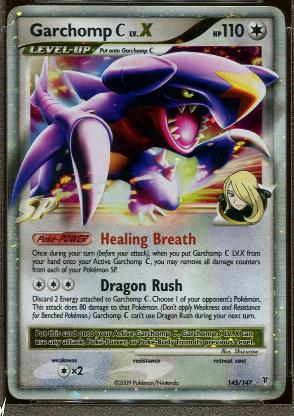 Garchomp C LV.X HP 110
LEVEL-UP Put onto Garchomp C
SP
Poké-POWER Healing Breath
Once during your turn (before your attack), when you put Garchomp C LV.X from
your hand onto your Active Garchomp C, you may remove all damage counters
from each of your Pokémon SP.
Dragon Rush
Discard 2 Energy attached to Garchomp C. Choose 1 of your opponent's Pokémon.
This attack does 80 damage to that Pokémon. (Don't apply Weakness and Resistance
for Benched Pokémon.) Garchomp C can't use Dragon Rush during your next turn.
Put this card onto your Active Garchomp C. Garchomp C LV.X can
use any attack, Poké-Power, or Poké-Body from its previous Level.
Illus. Shizurow
weakness resistance retreat cost
×2
©2009 Pokémon/Nintendo 143/147